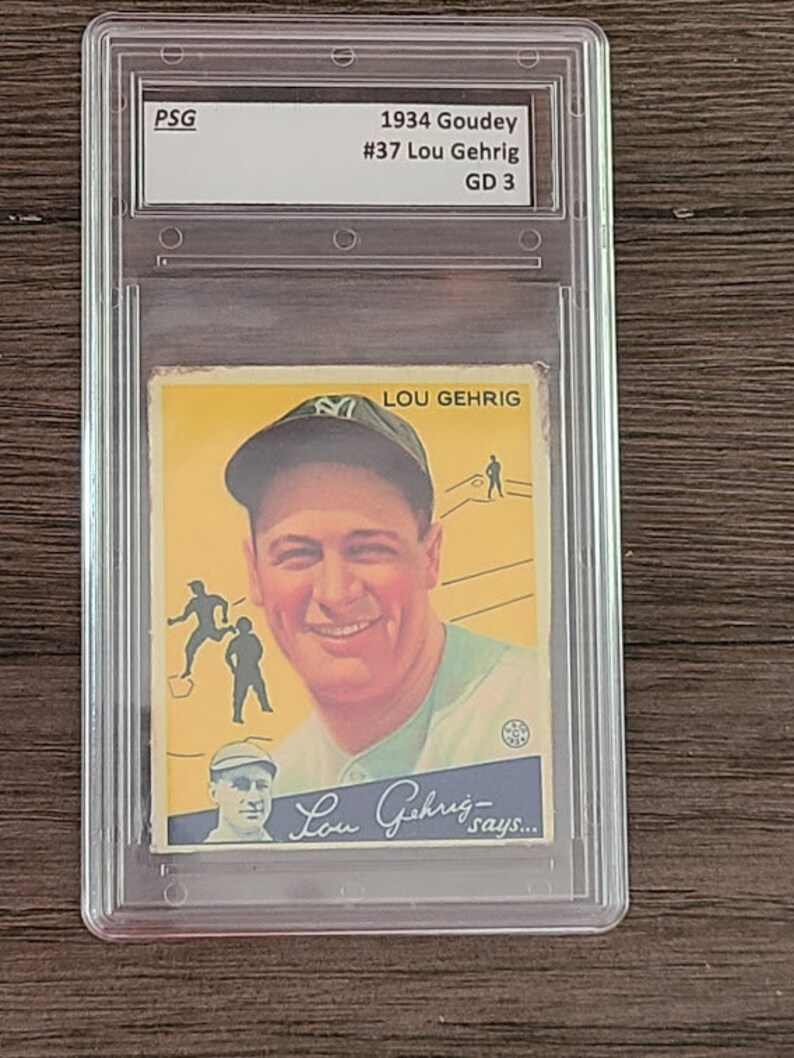 PSG
1934 Goudey
#37 Lou Gehrig
GD 3
LOU GEHRIG
Lou Gehrig–
says...